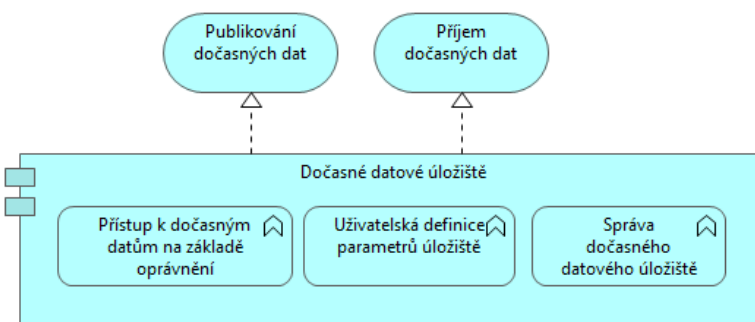 Publikování
dočasných dat
Příjem
dočasných dat
Dočasné datové úložiště
Přístup k dočasným
datům na základě
oprávnění
Uživatelská definice
parametrů úložiště
Správa
dočasného
datového úložiště